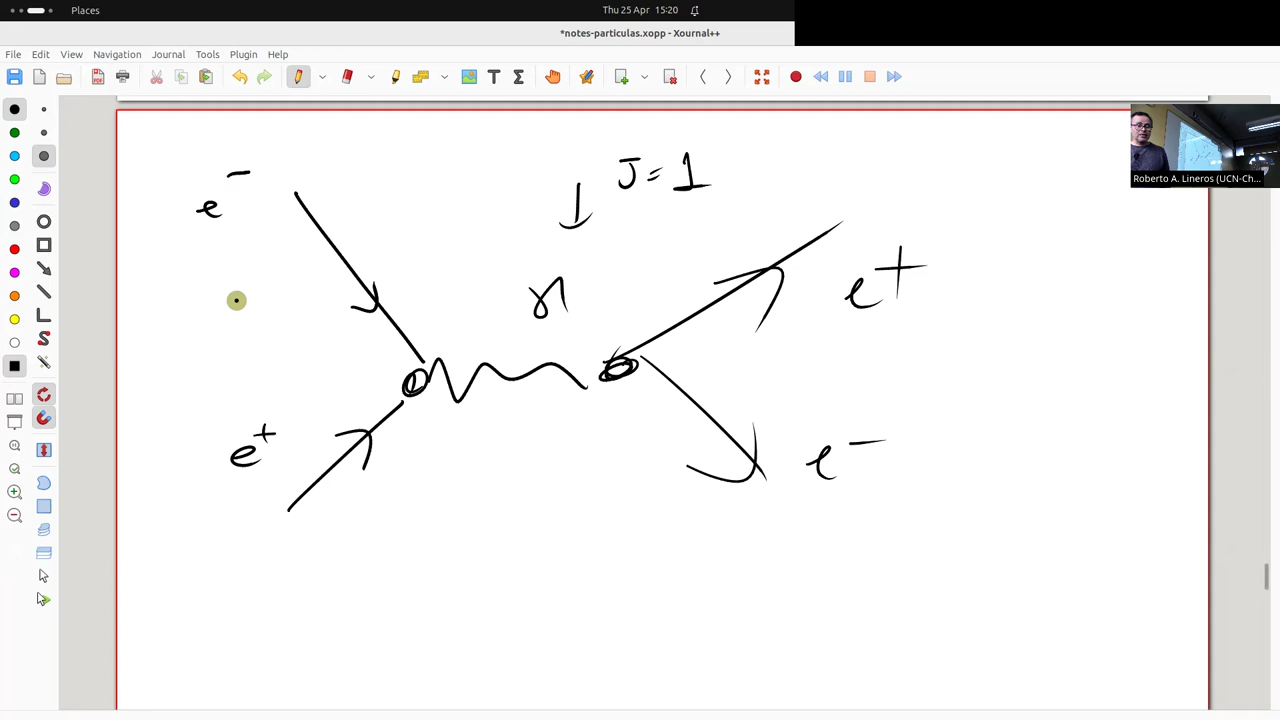 Places
Thu 25 Apr 15:20
*notes-particulas.xopp - Xournal++
File Edit View Navigation Journal Tools Plugin Help
Roberto A. Lineros (UCN-Ch...
J = 1
e⁻
γ
e⁺
e⁺
e⁻